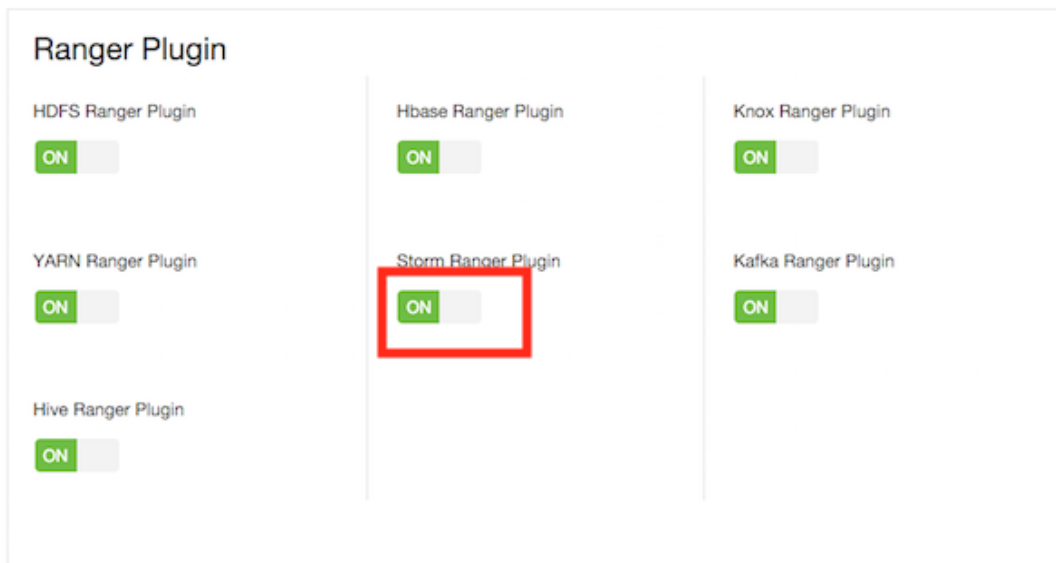 Ranger Plugin
HDFS Ranger Plugin
ON
Hbase Ranger Plugin
ON
Knox Ranger Plugin
ON
YARN Ranger Plugin
ON
Storm Ranger Plugin
ON
Kafka Ranger Plugin
ON
Hive Ranger Plugin
ON